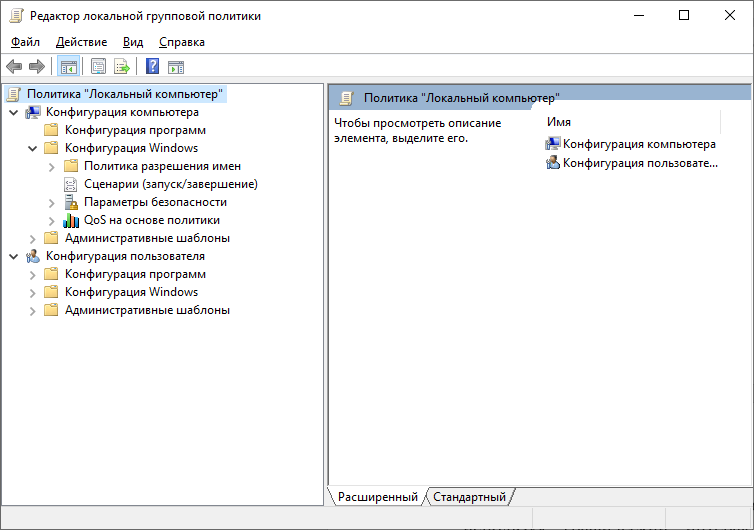 Редактор локальной групповой политики
Файл Действие Вид Справка
Политика "Локальный компьютер"
Конфигурация компьютера
Конфигурация программ
Конфигурация Windows
Политика разрешения имен
Сценарии (запуск/завершение)
Параметры безопасности
QoS на основе политики
Административные шаблоны
Конфигурация пользователя
Конфигурация программ
Конфигурация Windows
Административные шаблоны
Политика "Локальный компьютер"
Чтобы просмотреть описание
элемента, выделите его.
Имя
Конфигурация компьютера
Конфигурация пользовате...
Расширенный Стандартный